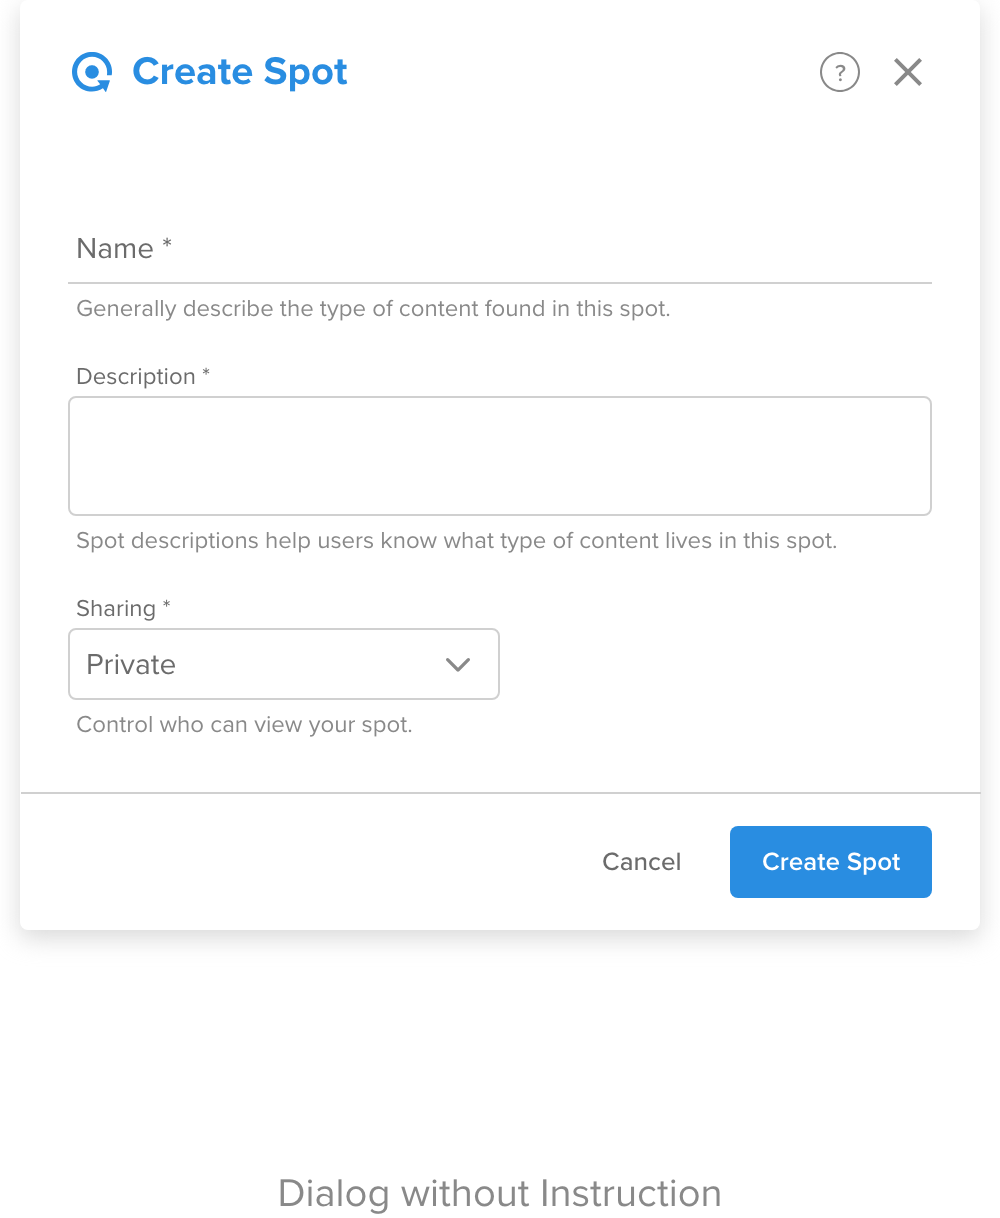 Create Spot
?
Name *
Generally describe the type of content found in this spot.
Description *
Spot descriptions help users know what type of content lives in this spot.
Sharing *
Private
Control who can view your spot.
Cancel
Create Spot
Dialog without Instruction